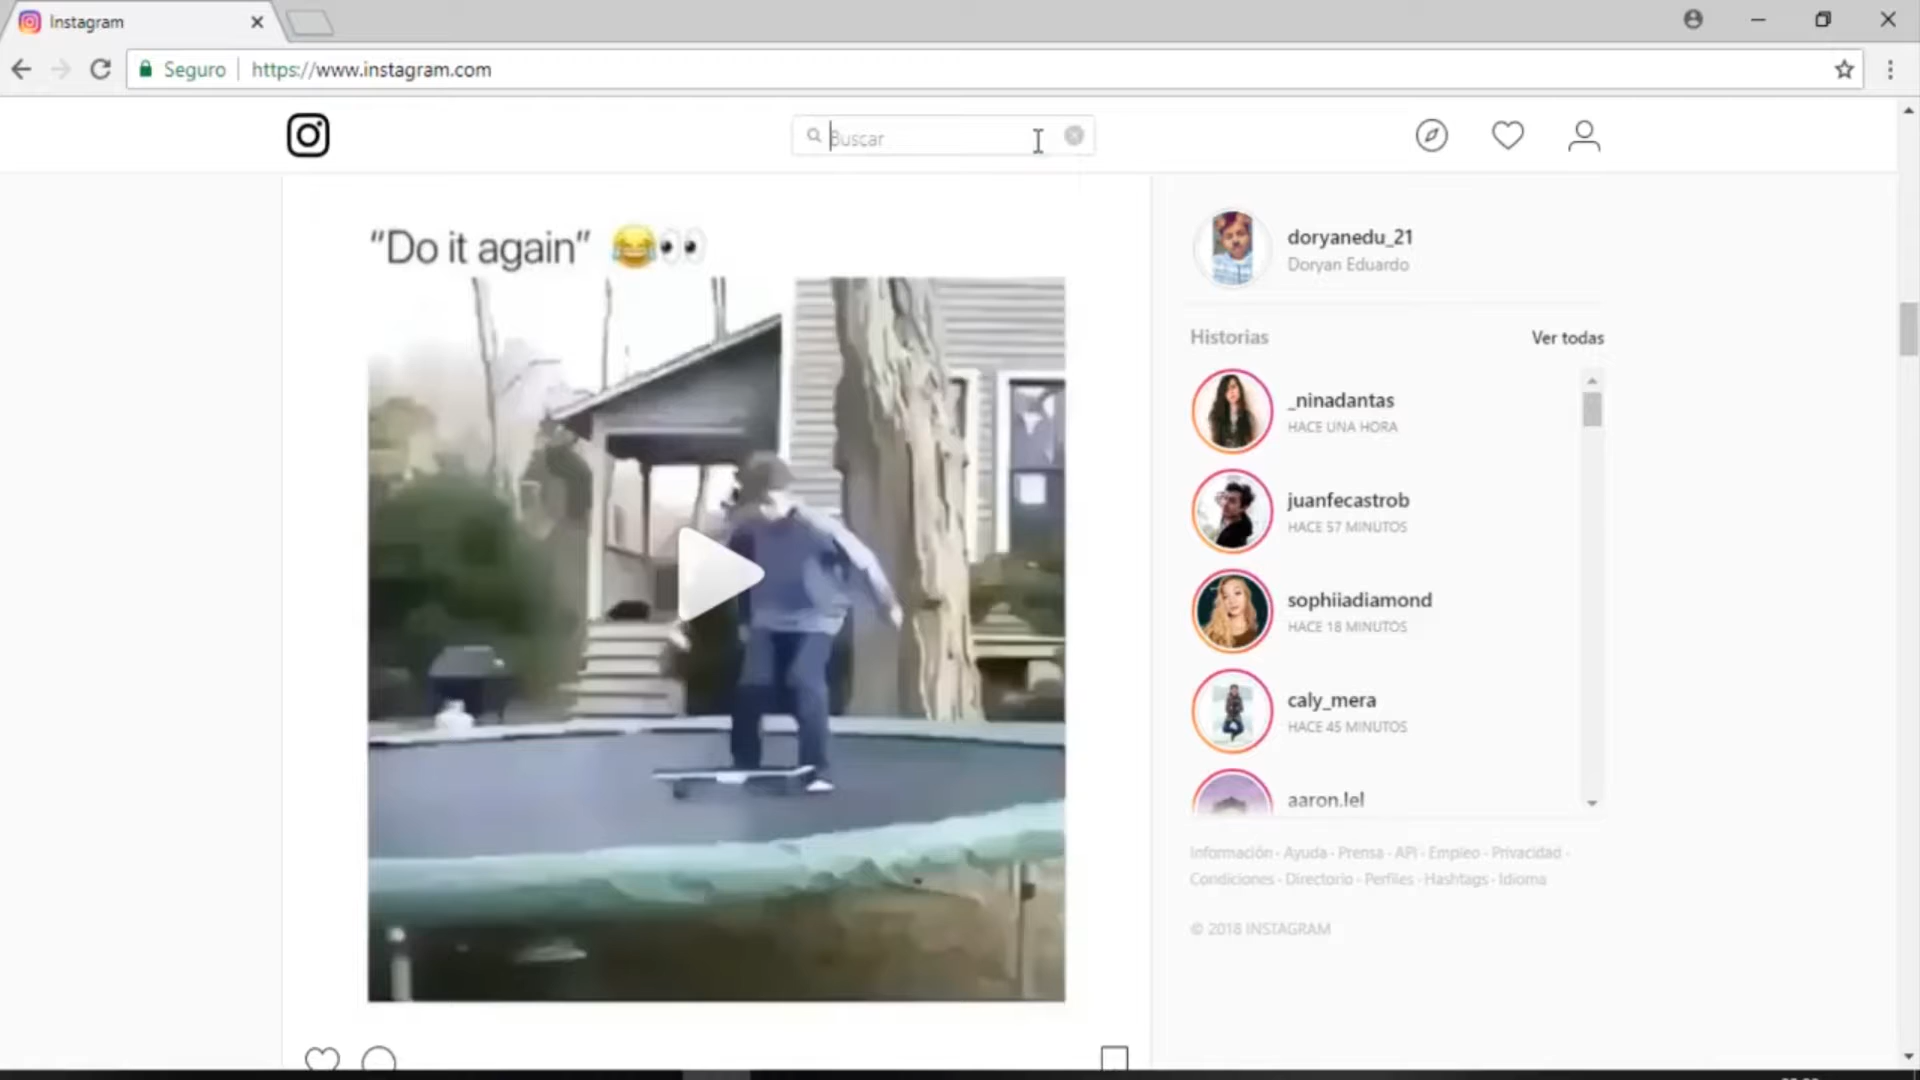 Instagram
Seguro
https://www.instagram.com
Buscar
"Do it again" 😂👀
doryanedu_21
Doryan Eduardo
Historias
Ver todas
_ninadantas
HACE UNA HORA
juanfecastrob
HACE 57 MINUTOS
sophiiadiamond
HACE 18 MINUTOS
caly_mera
HACE 45 MINUTOS
aaron.lel
Información · Ayuda · Prensa · API · Empleo · Privacidad ·
Condiciones · Directorio · Perfiles · Hashtags · Idioma
© 2018 INSTAGRAM